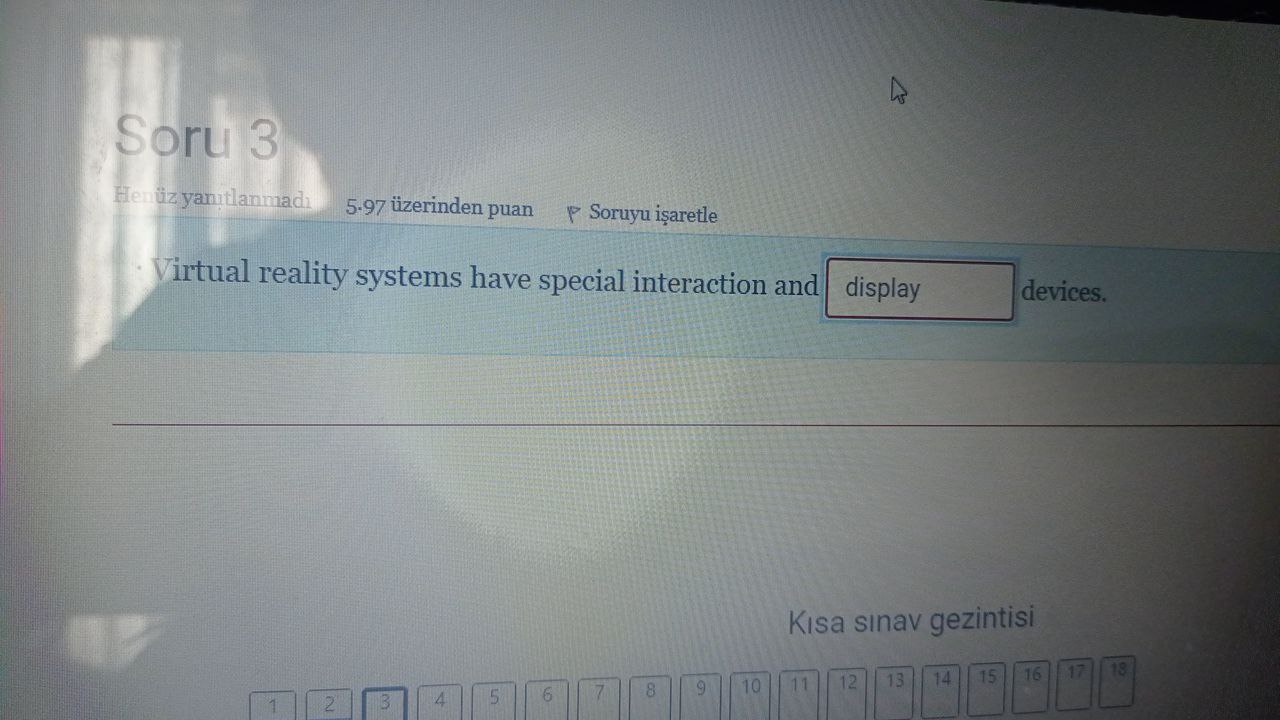 Soru 3
Henüz yanıtlanmadı 5.97 üzerinden puan Soruyu işaretle
Virtual reality systems have special interaction and display devices.
Kısa sınav gezintisi
1 2 3 4 5 6 7 8 9 10 11 12 13 14 15 16 17 18